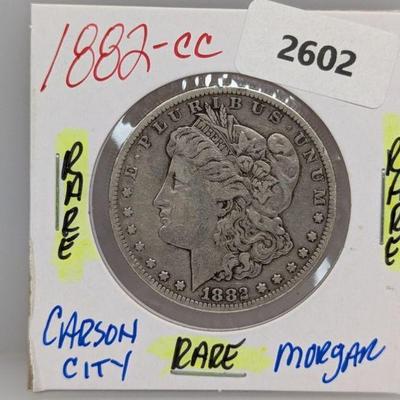 1882-CC
2602
LIBERTY
E·PLURIBUS·UNUM
1882
RARE
RARE
CARSON CITY
RARE
MORGAN